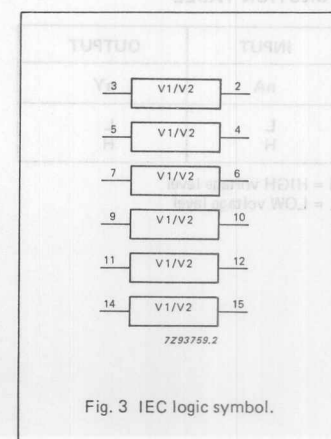 3 V1/V2 2
5 V1/V2 4
7 V1/V2 6
9 V1/V2 10
11 V1/V2 12
14 V1/V2 15
7Z93759.2
Fig. 3 IEC logic symbol.